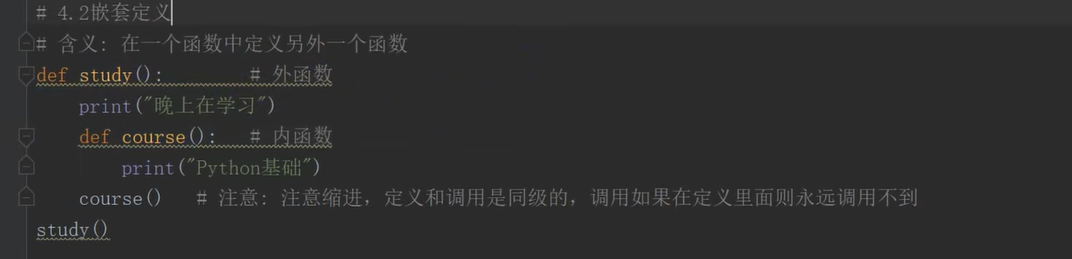 # 4.2嵌套定义
# 含义: 在一个函数中定义另外一个函数
def study():        # 外函数
    print("晚上在学习")
    def course():   # 内函数
        print("Python基础")
    course()   # 注意: 注意缩进，定义和调用是同级的，调用如果在定义里面则永远调用不到
study()